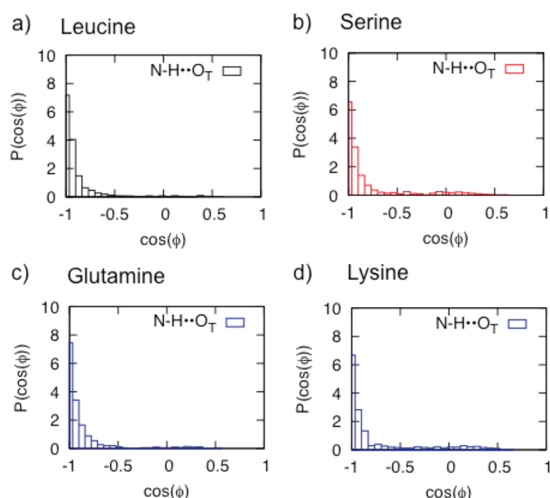 a) Leucine
10
8
6
4
2
0
N-H••O_T
P(cos(ϕ))
-1 -0.5 0 0.5 1
cos(ϕ)
b) Serine
10
8
6
4
2
0
N-H••O_T
P(cos(ϕ))
-1 -0.5 0 0.5 1
cos(ϕ)
c) Glutamine
10
8
6
4
2
0
N-H••O_T
P(cos(ϕ))
-1 -0.5 0 0.5 1
cos(ϕ)
d) Lysine
10
8
6
4
2
0
N-H••O_T
P(cos(ϕ))
-1 -0.5 0 0.5 1
cos(ϕ)